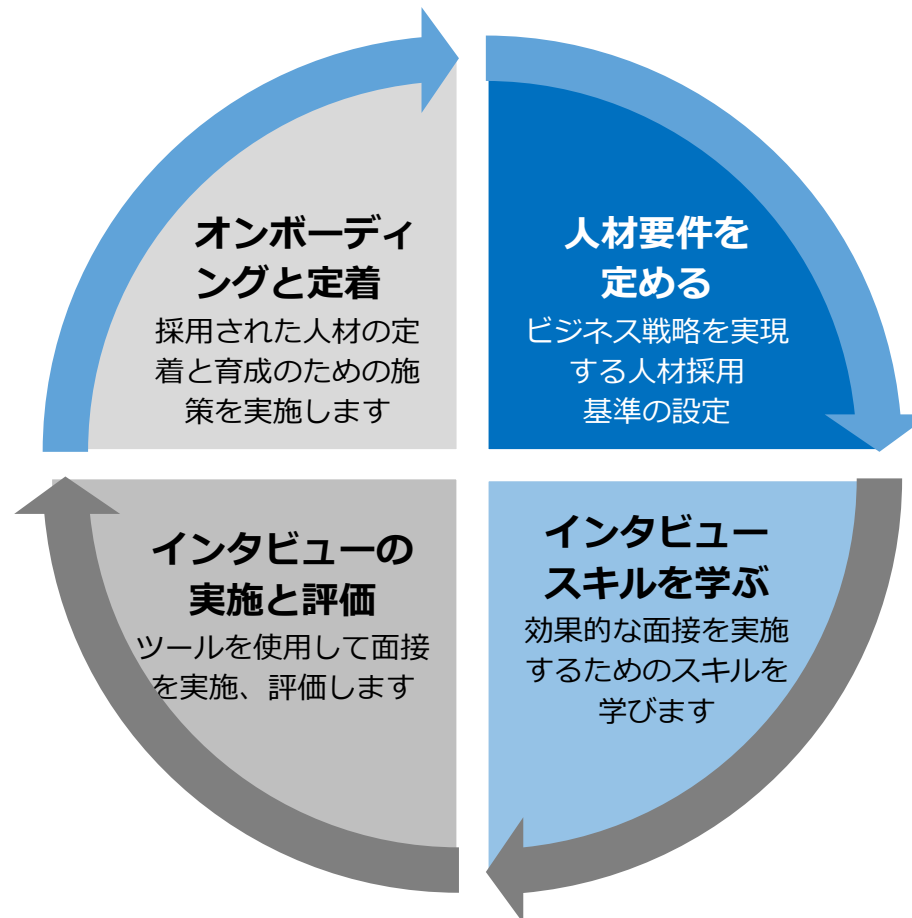 オンボーディ
ングと定着
採用された人材の定
着と育成のための施
策を実施します
人材要件を
定める
ビジネス戦略を実現
する人材採用
基準の設定
インタビューの
実施と評価
ツールを使用して面接
を実施、評価します
インタビュー
スキルを学ぶ
効果的な面接を実施
するためのスキルを
学びます